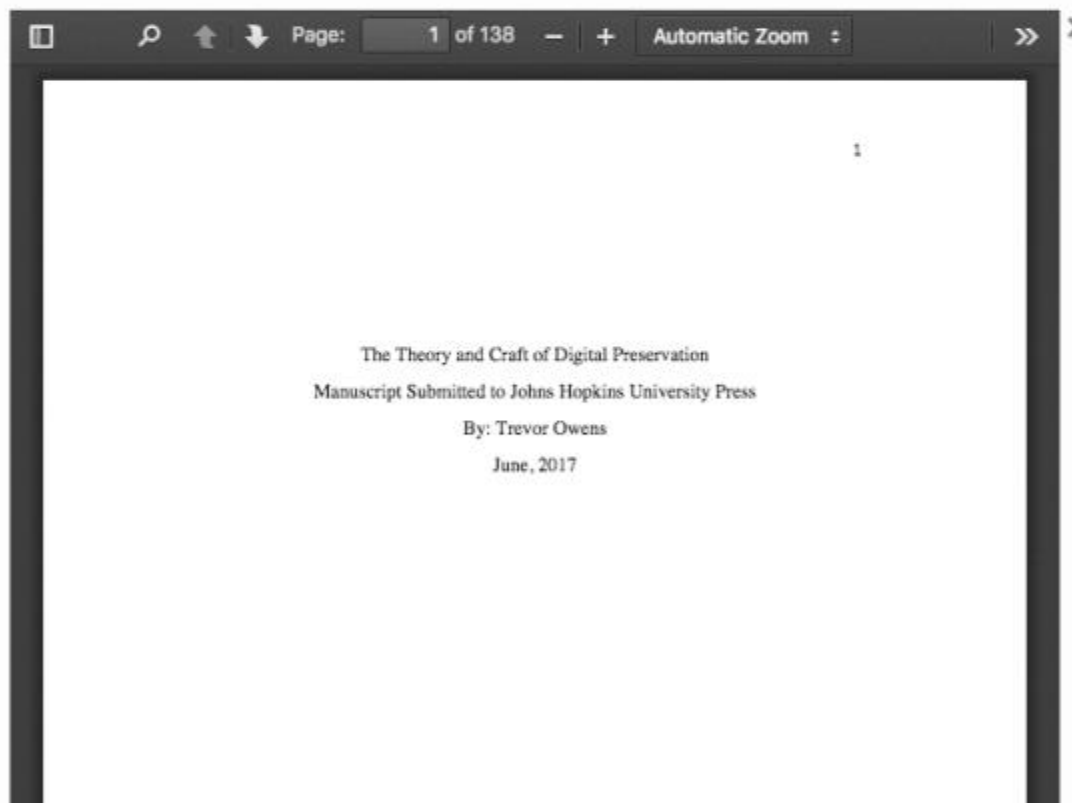 Page: 1 of 138 − + Automatic Zoom
1
The Theory and Craft of Digital Preservation
Manuscript Submitted to Johns Hopkins University Press
By: Trevor Owens
June, 2017